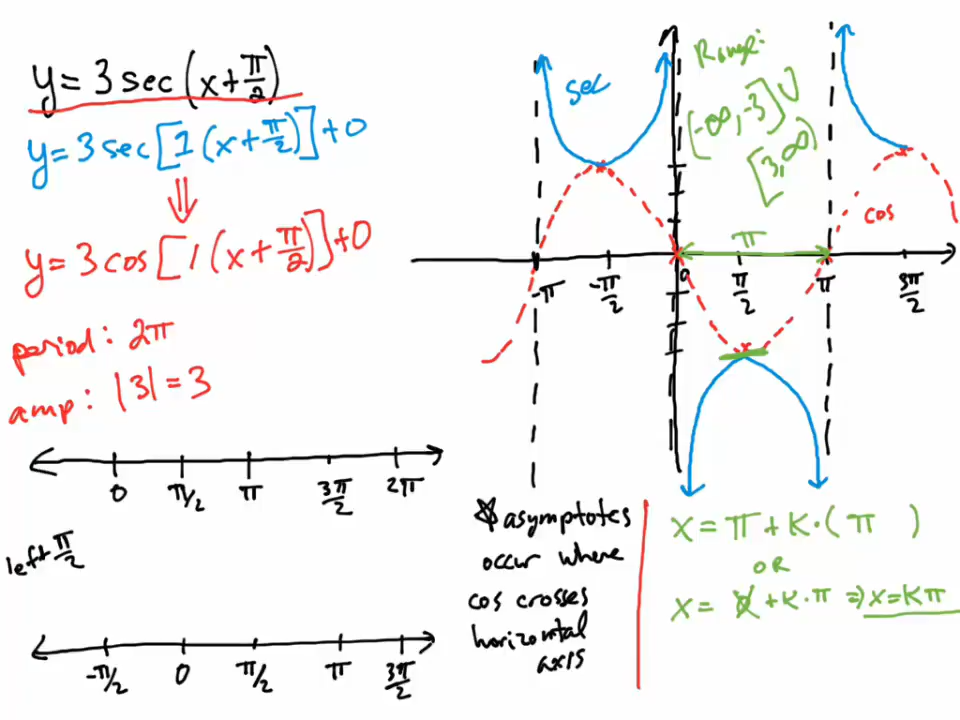 y = 3 sec (x + π/2)
y = 3 sec [1 (x + π/2)] + 0
⇓
y = 3 cos [1 (x + π/2)] + 0
period: 2π
amp: |3| = 3
0 π/2 π 3π/2 2π
left π/2
-π/2 0 π/2 π 3π/2
sec
Range:
(-∞, -3] ∪
[3, ∞)
cos
π
-π -π/2 0 π/2 π 3π/2
* asymptotes
occur where
cos crosses
horizontal
axis
x = π + K·(π )
OR
x = 0 + K·π ⇒ x = Kπ